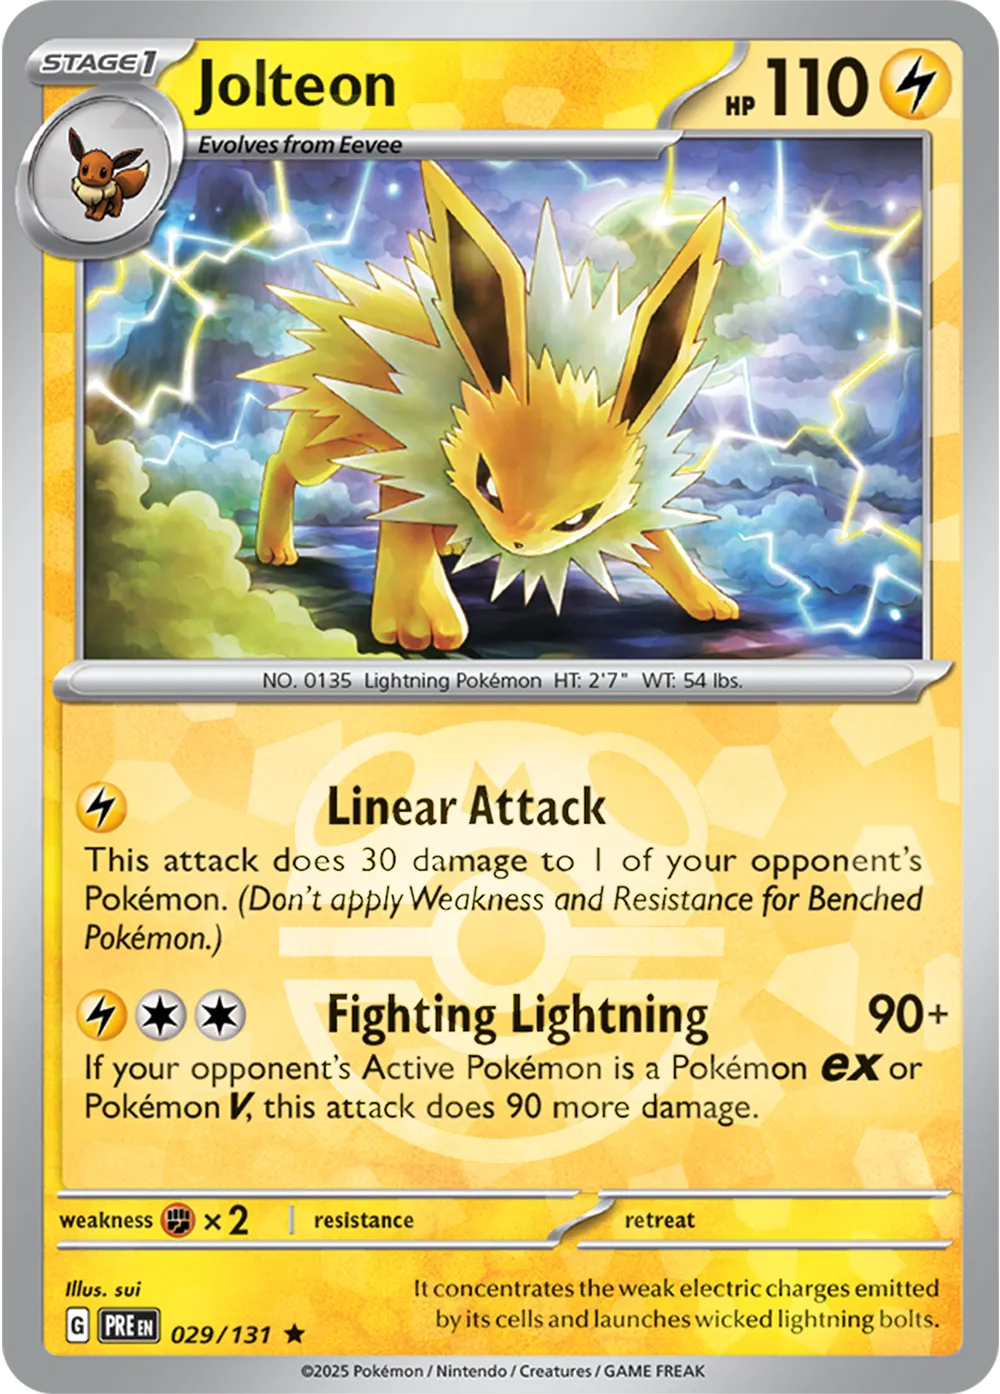 STAGE 1
Jolteon
HP 110
Evolves from Eevee
NO. 0135 Lightning Pokémon HT: 2'7" WT: 54 lbs.
Linear Attack
This attack does 30 damage to 1 of your opponent's
Pokémon. (Don't apply Weakness and Resistance for Benched
Pokémon.)
Fighting Lightning 90+
If your opponent's Active Pokémon is a Pokémon ex or
Pokémon V, this attack does 90 more damage.
weakness ×2 resistance retreat
Illus. sui
It concentrates the weak electric charges emitted
by its cells and launches wicked lightning bolts.
G PRE EN 029/131 ★
©2025 Pokémon / Nintendo / Creatures / GAME FREAK